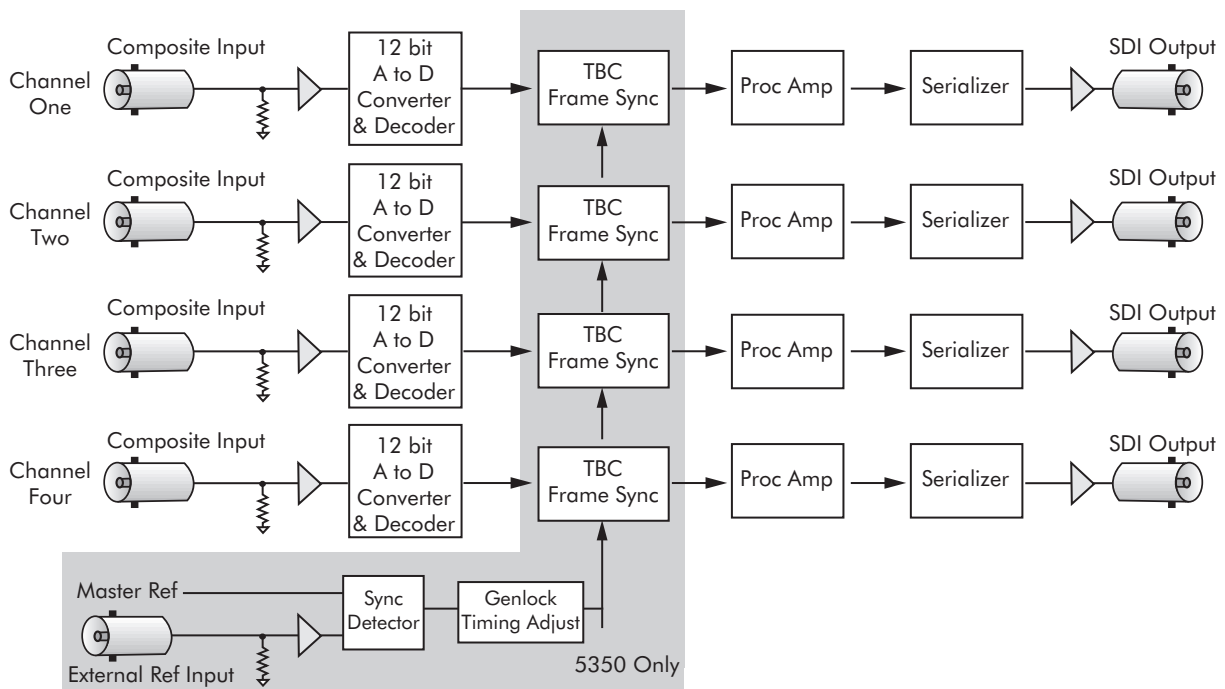 Channel
One
Composite Input
12 bit
A to D
Converter
& Decoder
TBC
Frame Sync
Proc Amp
Serializer
SDI Output
Channel
Two
Composite Input
12 bit
A to D
Converter
& Decoder
TBC
Frame Sync
Proc Amp
Serializer
SDI Output
Channel
Three
Composite Input
12 bit
A to D
Converter
& Decoder
TBC
Frame Sync
Proc Amp
Serializer
SDI Output
Channel
Four
Composite Input
12 bit
A to D
Converter
& Decoder
TBC
Frame Sync
Proc Amp
Serializer
SDI Output
Master Ref
External Ref Input
Sync
Detector
Genlock
Timing Adjust
5350 Only